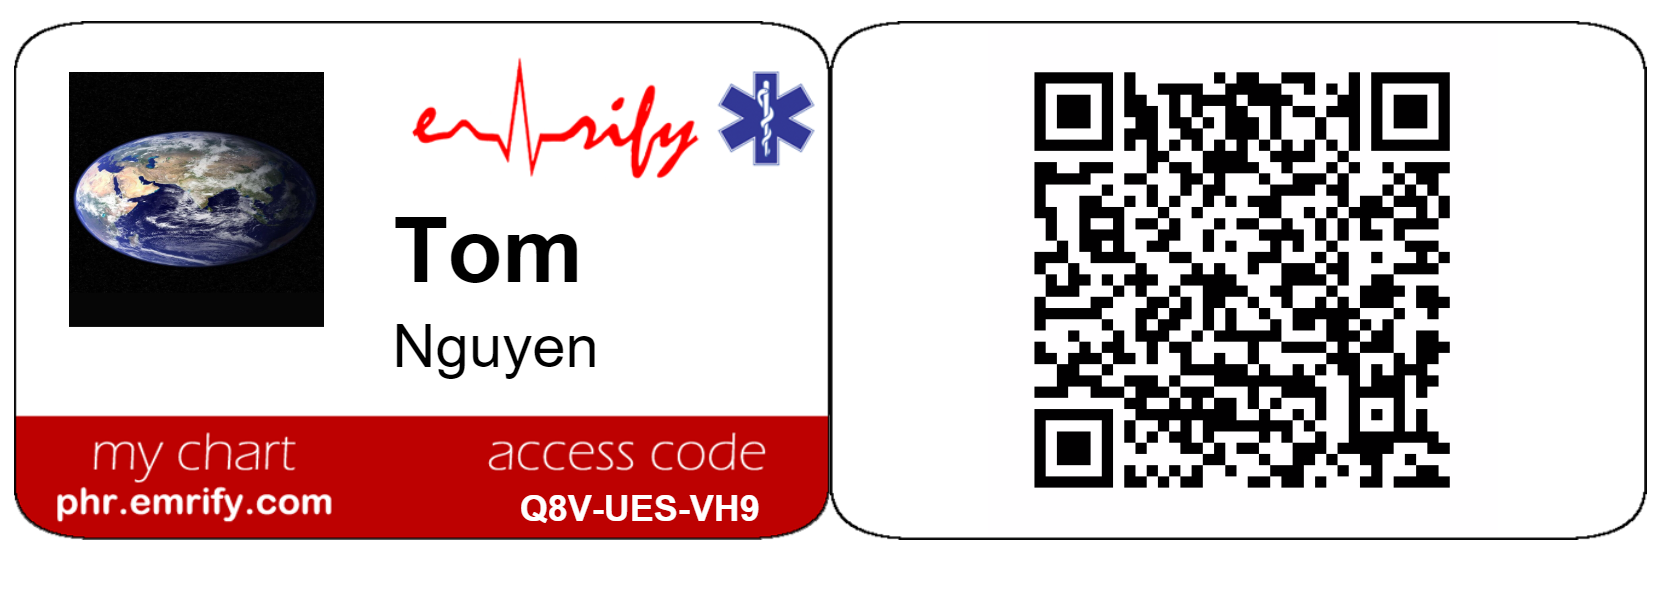 emrify
Tom
Nguyen
my chart
access code
phr.emrify.com
Q8V-UES-VH9